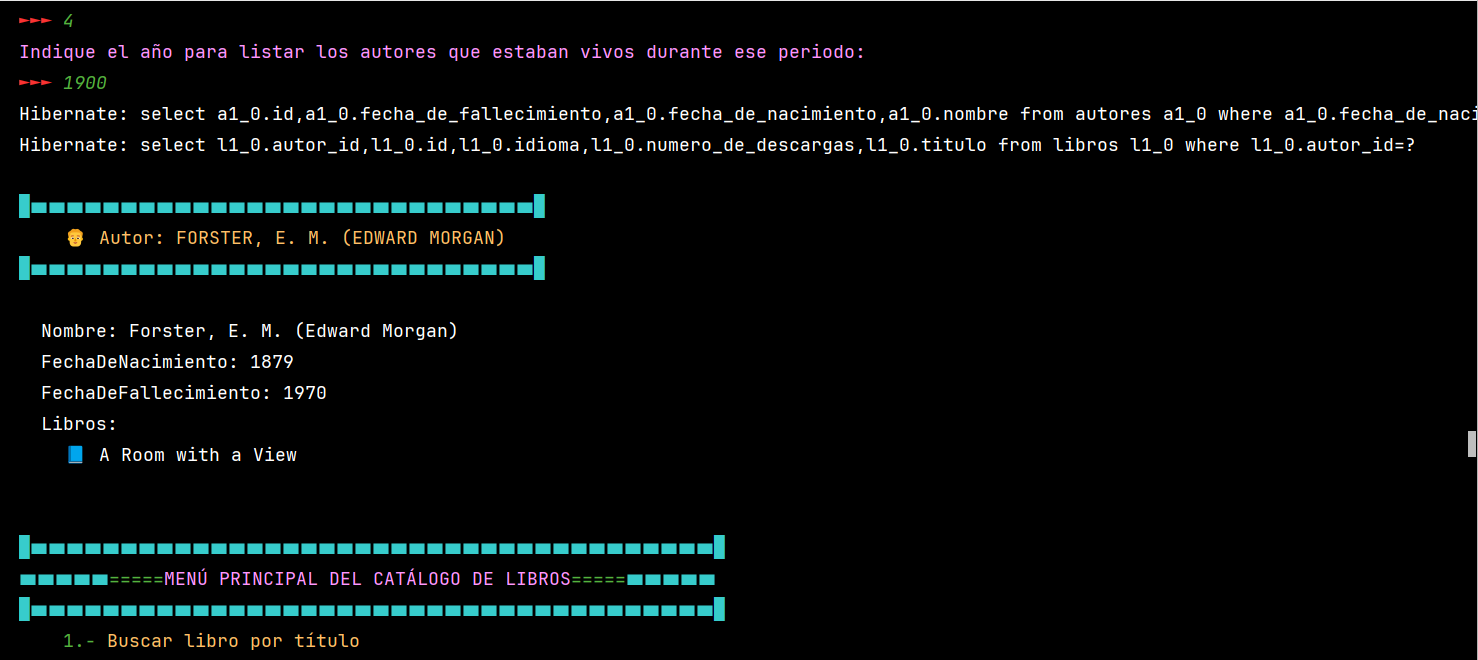 ►►► 4
Indique el año para listar los autores que estaban vivos durante ese periodo:
►►► 1900
Hibernate: select a1_0.id,a1_0.fecha_de_fallecimiento,a1_0.fecha_de_nacimiento,a1_0.nombre from autores a1_0 where a1_0.fecha_de_naci
Hibernate: select l1_0.autor_id,l1_0.id,l1_0.idioma,l1_0.numero_de_descargas,l1_0.titulo from libros l1_0 where l1_0.autor_id=?
Autor: FORSTER, E. M. (EDWARD MORGAN)
Nombre: Forster, E. M. (Edward Morgan)
FechaDeNacimiento: 1879
FechaDeFallecimiento: 1970
Libros:
A Room with a View
=====MENÚ PRINCIPAL DEL CATÁLOGO DE LIBROS=====
1.- Buscar libro por título